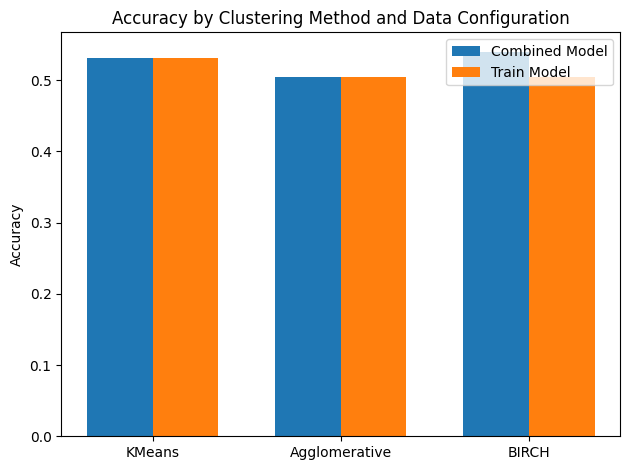 Accuracy by Clustering Method and Data Configuration
Combined Model
Train Model
Accuracy
0.5
0.4
0.3
0.2
0.1
0.0
KMeans
Agglomerative
BIRCH